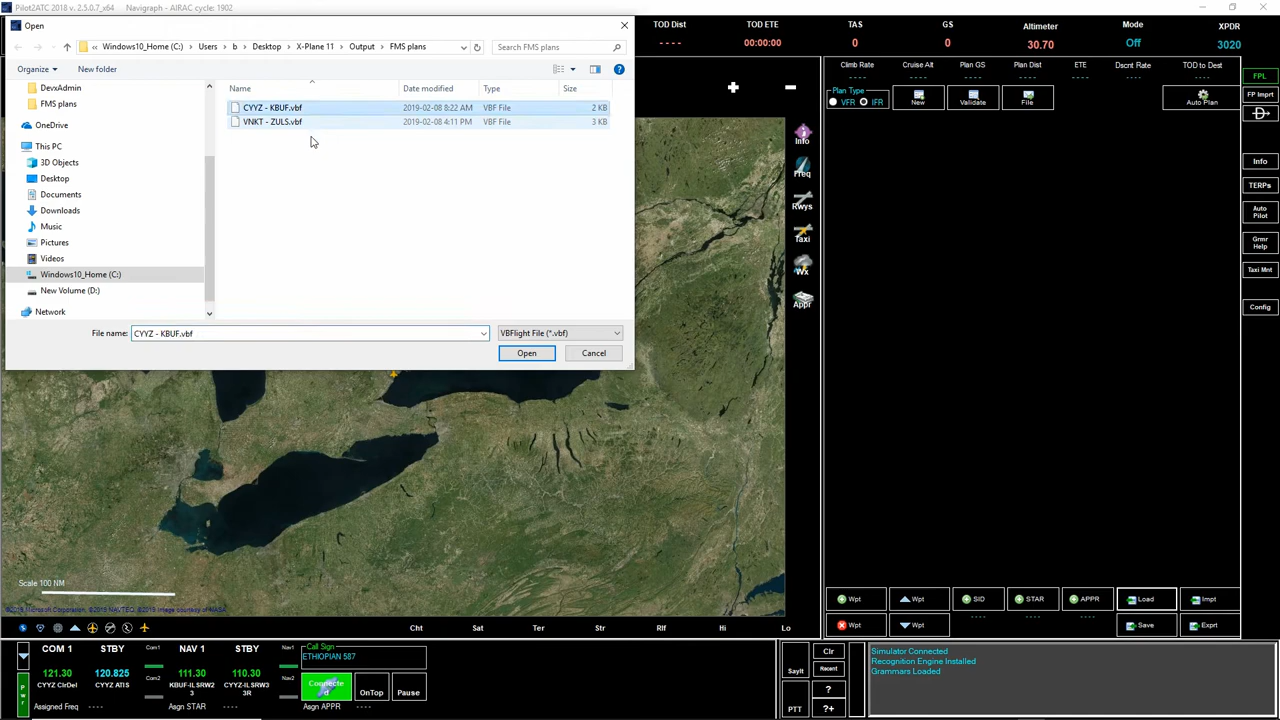 Pilot2ATC 2018 v. 2.5.0.7_x64
Navigraph - AIRAC cycle: 1902
Open
Windows10_Home (C:) > Users > b > Desktop > X-Plane 11 > Output > FMS plans
Search FMS plans
Organize
New folder
Name
Date modified
Type
Size
DevxAdmin
FMS plans
OneDrive
This PC
3D Objects
Desktop
Documents
Downloads
Music
Pictures
Videos
Windows10_Home (C:)
New Volume (D:)
Network
CYYZ - KBUF.vbf 2019-02-08 8:22 AM VBF File 2 KB
VNKT - ZULS.vbf 2019-02-08 4:11 PM VBF File 3 KB
File name: CYYZ - KBUF.vbf
VBFlight File (*.vbf)
Open
Cancel
TOD Dist TOD ETE TAS GS Altimeter Mode XPDR
---- 00:00:00 0 0 30.70 Off 3020
Climb Rate Cruise Alt Plan GS Plan Dist ETE Dscnt Rate TOD to Dest
---- ---- ---- ---- ---- ---- ----
Plan Type
VFR IFR
New
Validate
File
Auto Plan
FPL
FP Imprt
Info
TERPs
Auto
Pilot
Grmr
Help
Taxi Mnt
Config
Info
Freq
Rwys
Taxi
Wx
Appr
Scale 100 NM
Wpt Wpt SID STAR APPR Load Impt
---- ---- ----
Wpt Wpt Save Exprt
Cht Sat Ter Str Rlf Hi Lo
COM 1 STBY Com1 NAV 1 STBY Nav1
121.30 120.825 111.30 110.30
CYYZ ClrDel
CYYZ ATIS
Com2
KBUF-ILSRW2
3
CYYZ-ILSRW3
3R
Nav2
Pwr
Assigned Freq ----
Asgn STAR ----
Asgn APPR ----
Call Sign
ETHIOPIAN 587
Connecte
d
OnTop
Pause
SayIt
PTT
Clr
Recent
?
?+
Simulator Connected
Recognition Engine Installed
Grammars Loaded